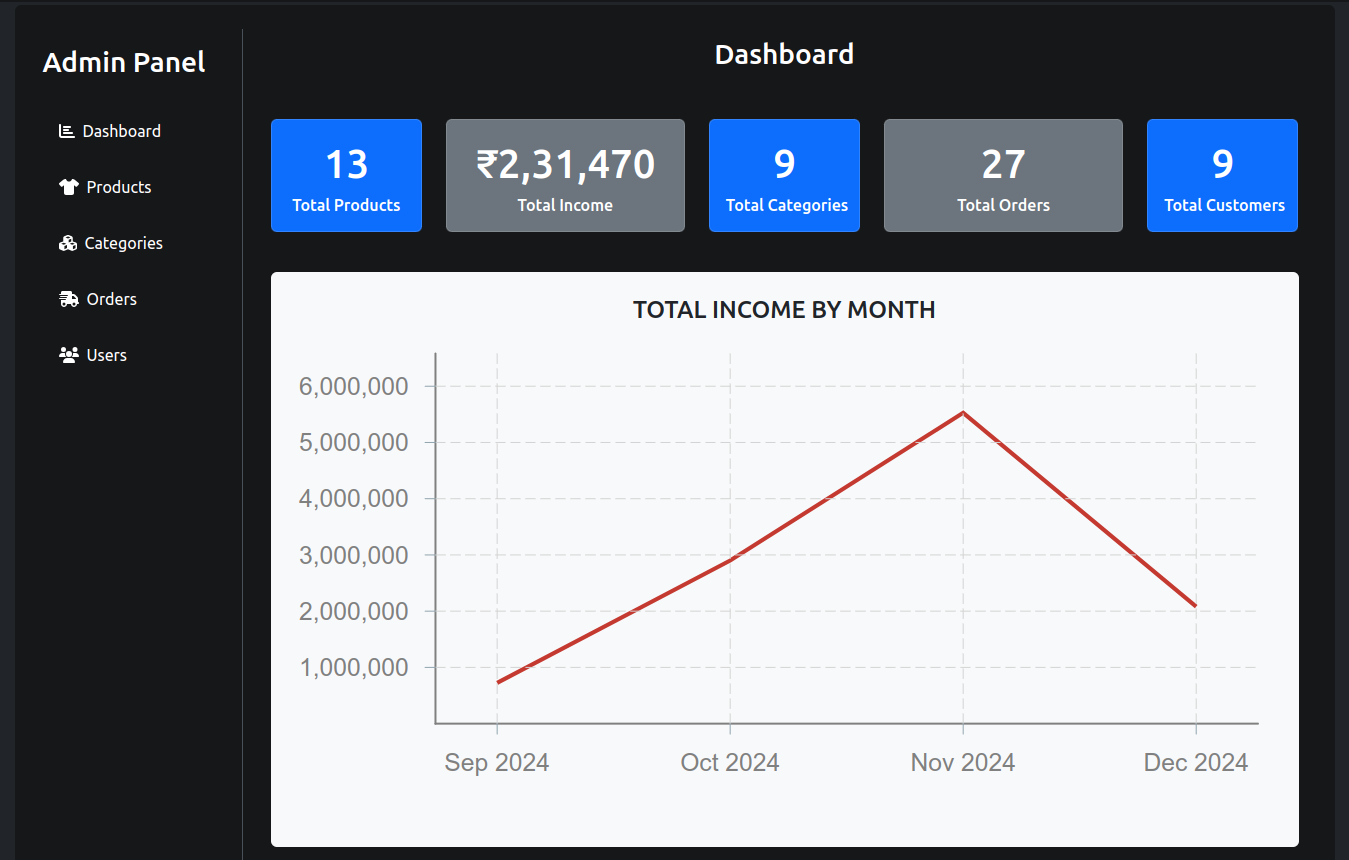 Admin Panel
Dashboard
Products
Categories
Orders
Users
Dashboard
13
Total Products
₹2,31,470
Total Income
9
Total Categories
27
Total Orders
9
Total Customers
TOTAL INCOME BY MONTH
6,000,000
5,000,000
4,000,000
3,000,000
2,000,000
1,000,000
Sep 2024 Oct 2024 Nov 2024 Dec 2024